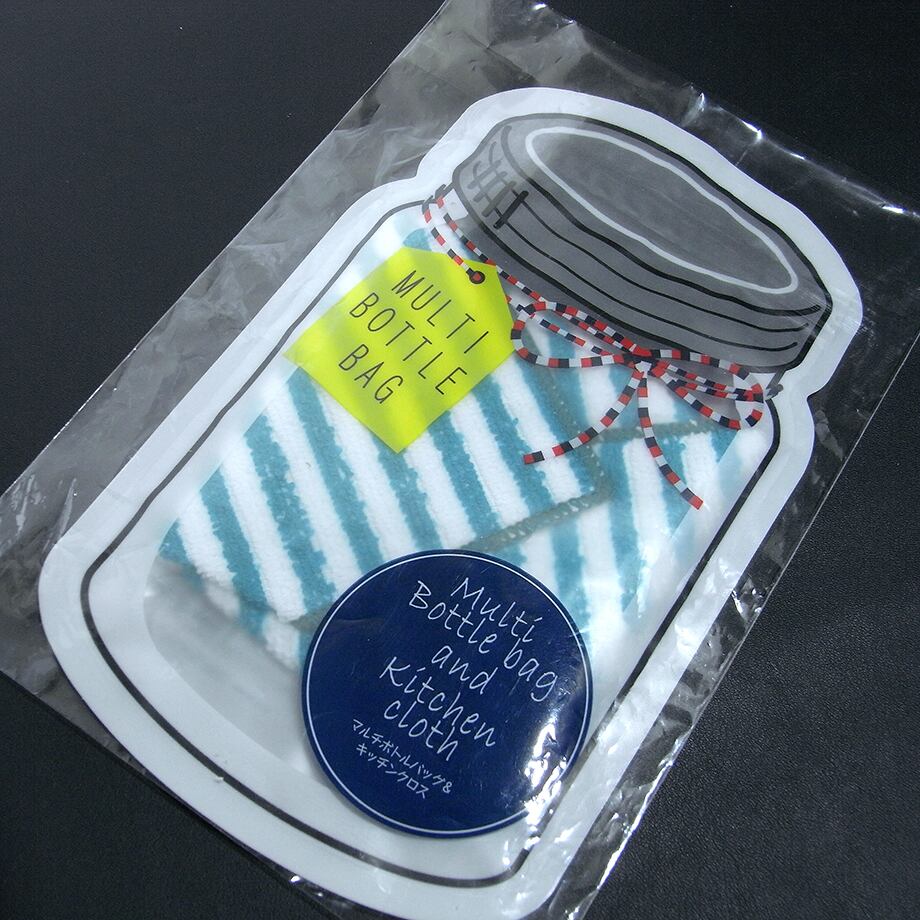 MULTI
BOTTLE
BAG
Multi
Bottle bag
and
Kitchen
cloth
マルチボトルバッグ&
キッチンクロス